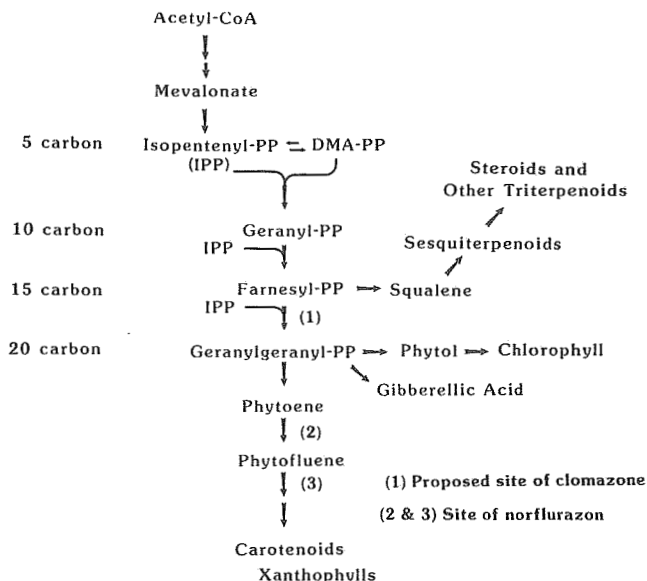 Acetyl-CoA
Mevalonate
5 carbon Isopentenyl-PP DMA-PP
(IPP)
Steroids and
Other Triterpenoids
10 carbon Geranyl-PP
IPP Sesquiterpenoids
15 carbon Farnesyl-PP Squalene
IPP (1)
20 carbon Geranylgeranyl-PP Phytol Chlorophyll
Gibberellic Acid
Phytoene
(2)
Phytofluene
(3) (1) Proposed site of clomazone
(2 & 3) Site of norflurazon
Carotenoids
Xanthophylls